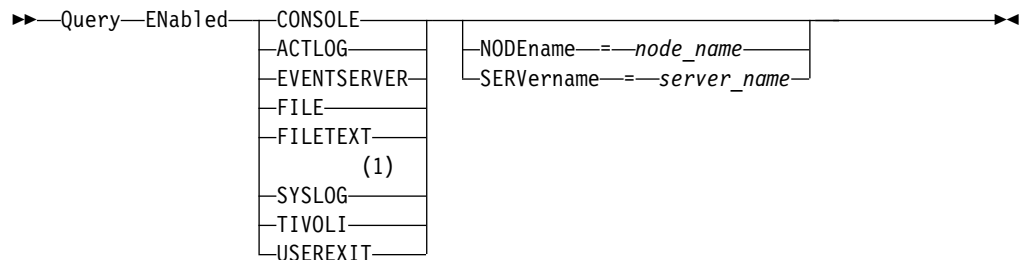 Query ENabled CONSOLE
ACTLOG
NODEname = node_name
EVENTSERVER
SERVername = server_name
FILE
FILETEXT
(1)
SYSLOG
TIVOLI
USEREXIT